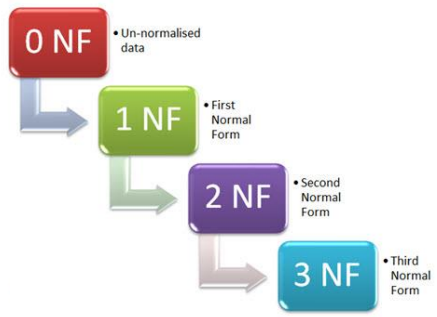 0 NF
• Un-normalised
data
1 NF
• First
Normal
Form
2 NF
• Second
Normal
Form
3 NF
• Third
Normal
Form